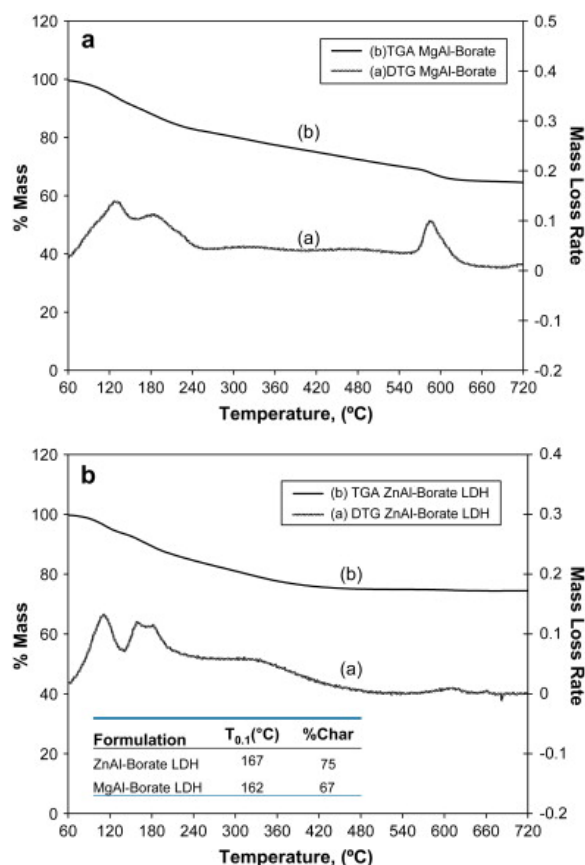 a
(b)TGA MgAl-Borate
(a)DTG MgAl-Borate
120
100
80
60
40
20
0
% Mass
0.5
0.4
0.3
0.2
0.1
0
-0.1
-0.2
Mass Loss Rate
(b)
(a)
60 120 180 240 300 360 420 480 540 600 660 720
Temperature, (ºC)
b
(b) TGA ZnAl-Borate LDH
(a) DTG ZnAl-Borate LDH
120
100
80
60
40
20
0
% Mass
0.4
0.3
0.2
0.1
0
-0.1
-0.2
Mass Loss Rate
(b)
(a)
Formulation T0.1(°C) %Char
ZnAl-Borate LDH 167 75
MgAl-Borate LDH 162 67
60 120 180 240 300 360 420 480 540 600 660 720
Temperature, (ºC)